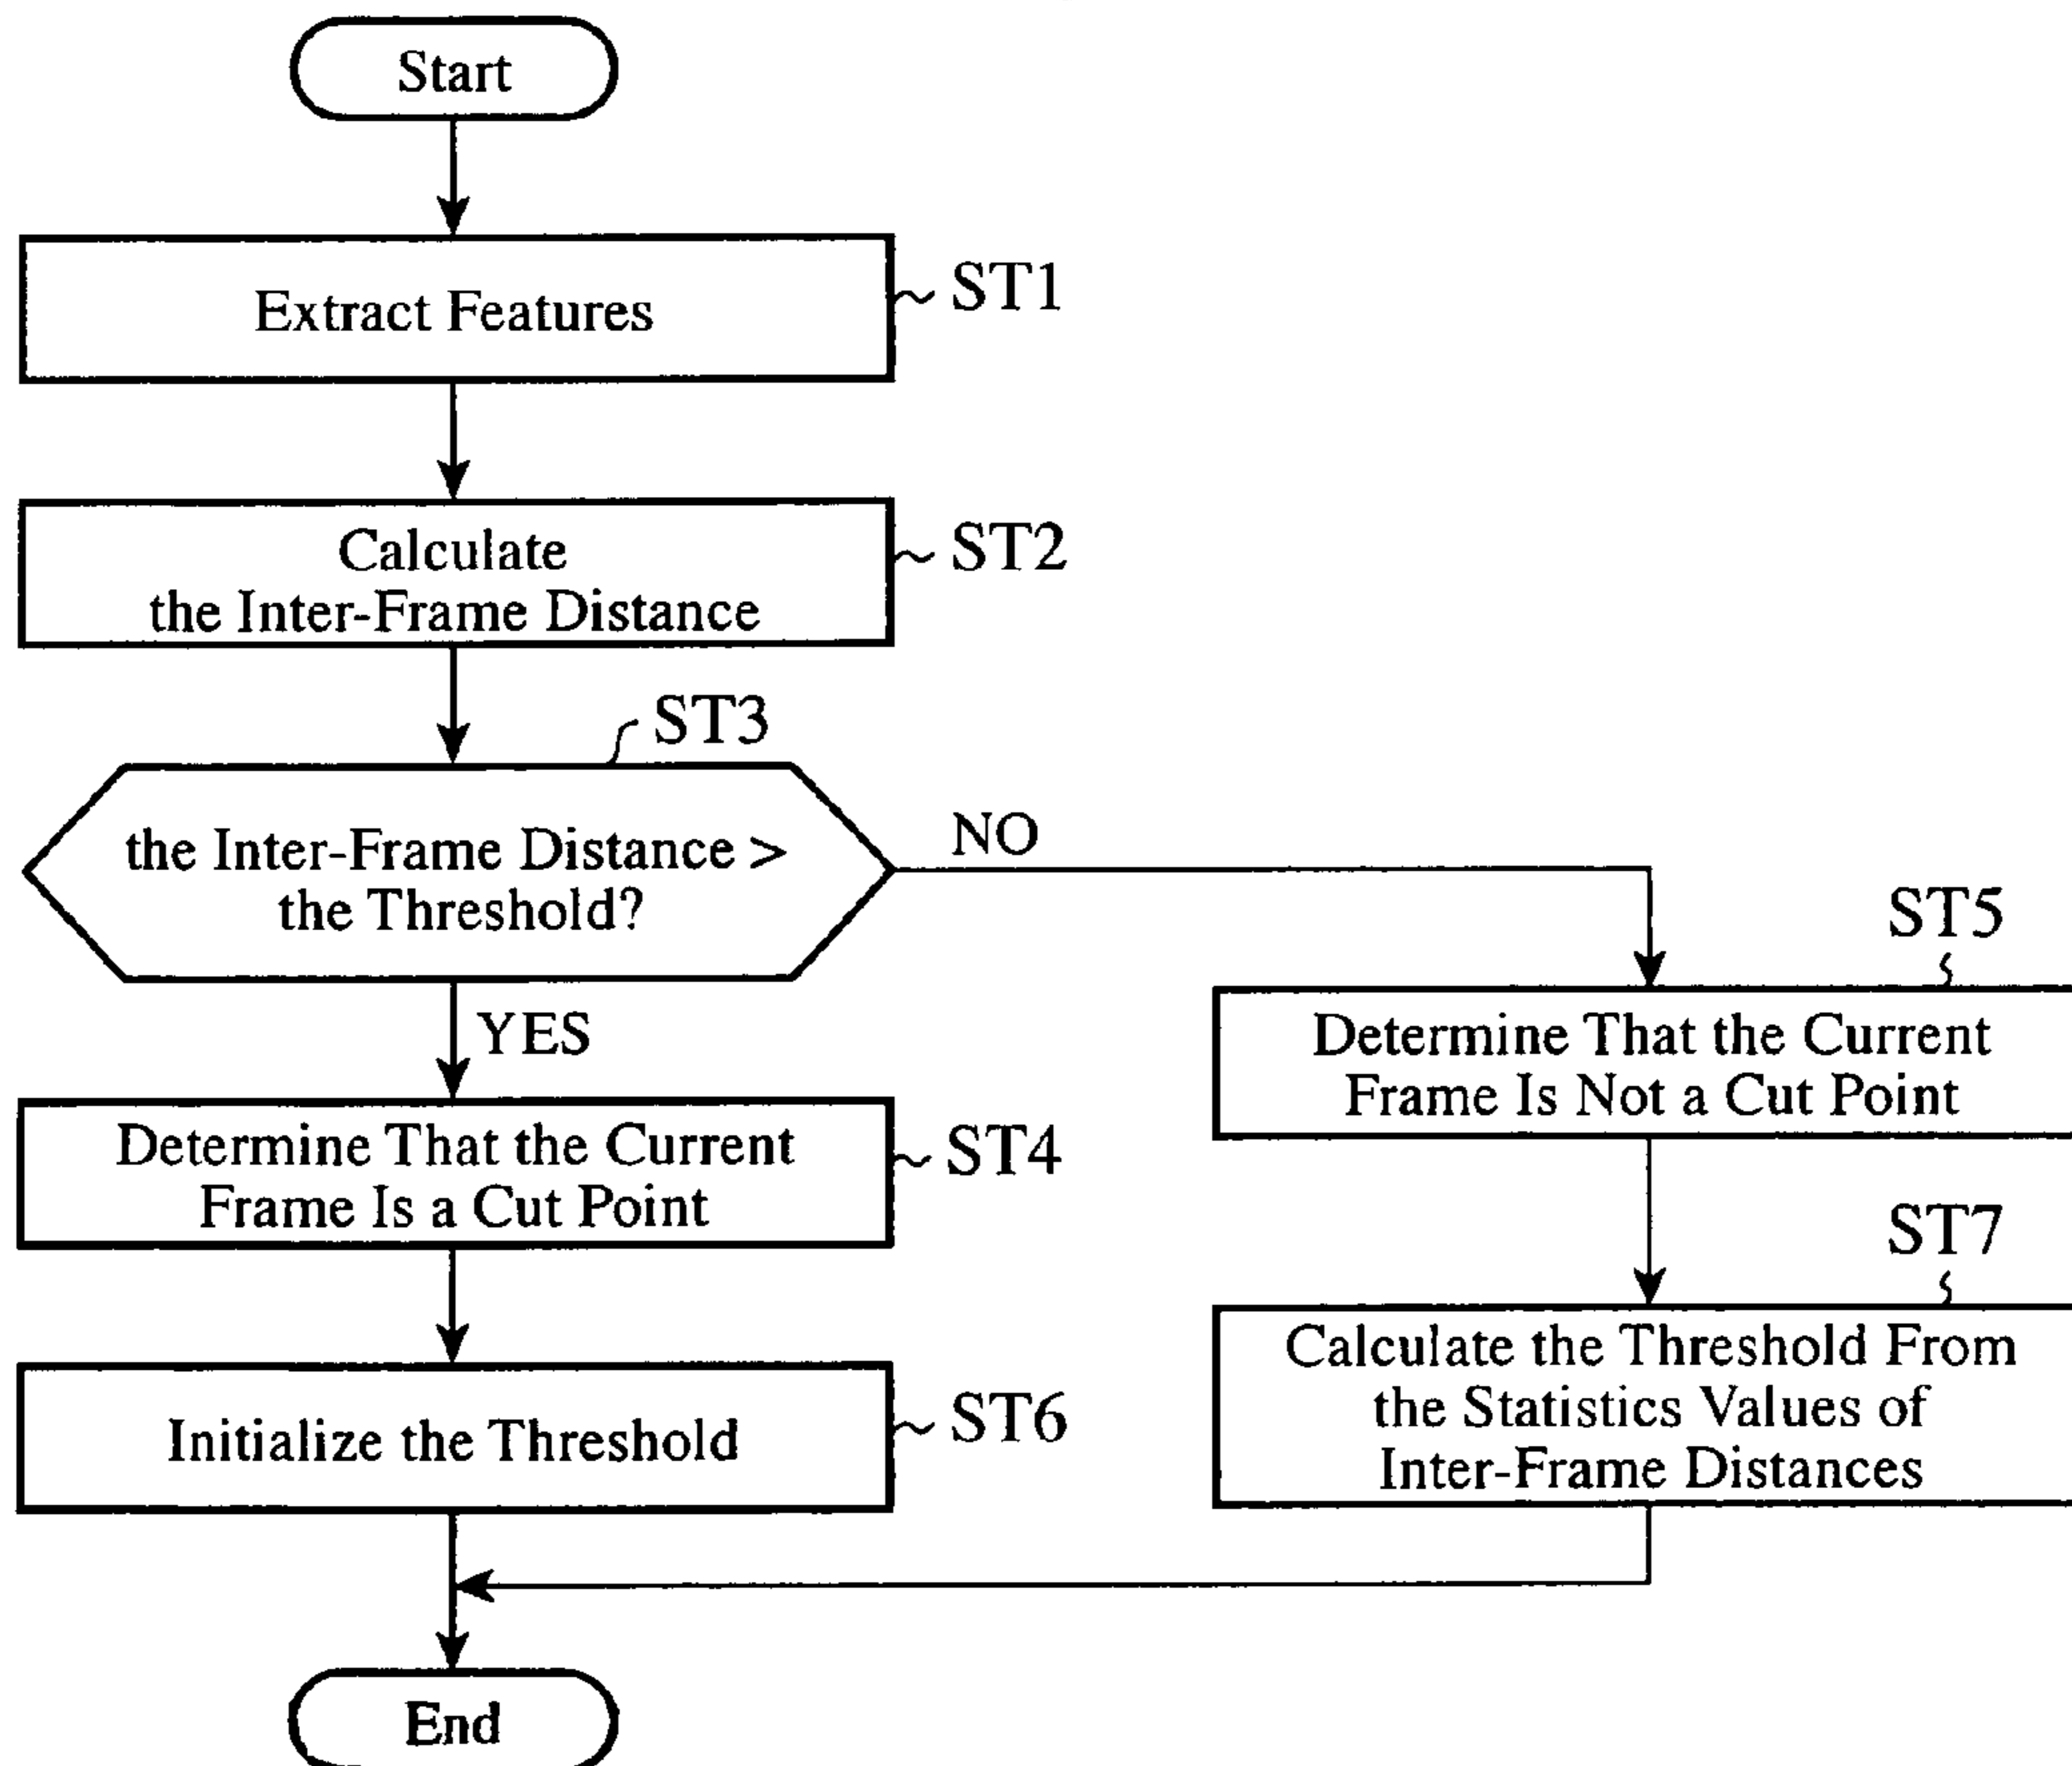 Start
Extract Features
ST1
Calculate
the Inter-Frame Distance
ST2
ST3
the Inter-Frame Distance >
the Threshold?
NO
YES
ST5
Determine That the Current
Frame Is Not a Cut Point
Determine That the Current
Frame Is a Cut Point
ST4
ST7
Calculate the Threshold From
the Statistics Values of
Inter-Frame Distances
Initialize the Threshold
ST6
End